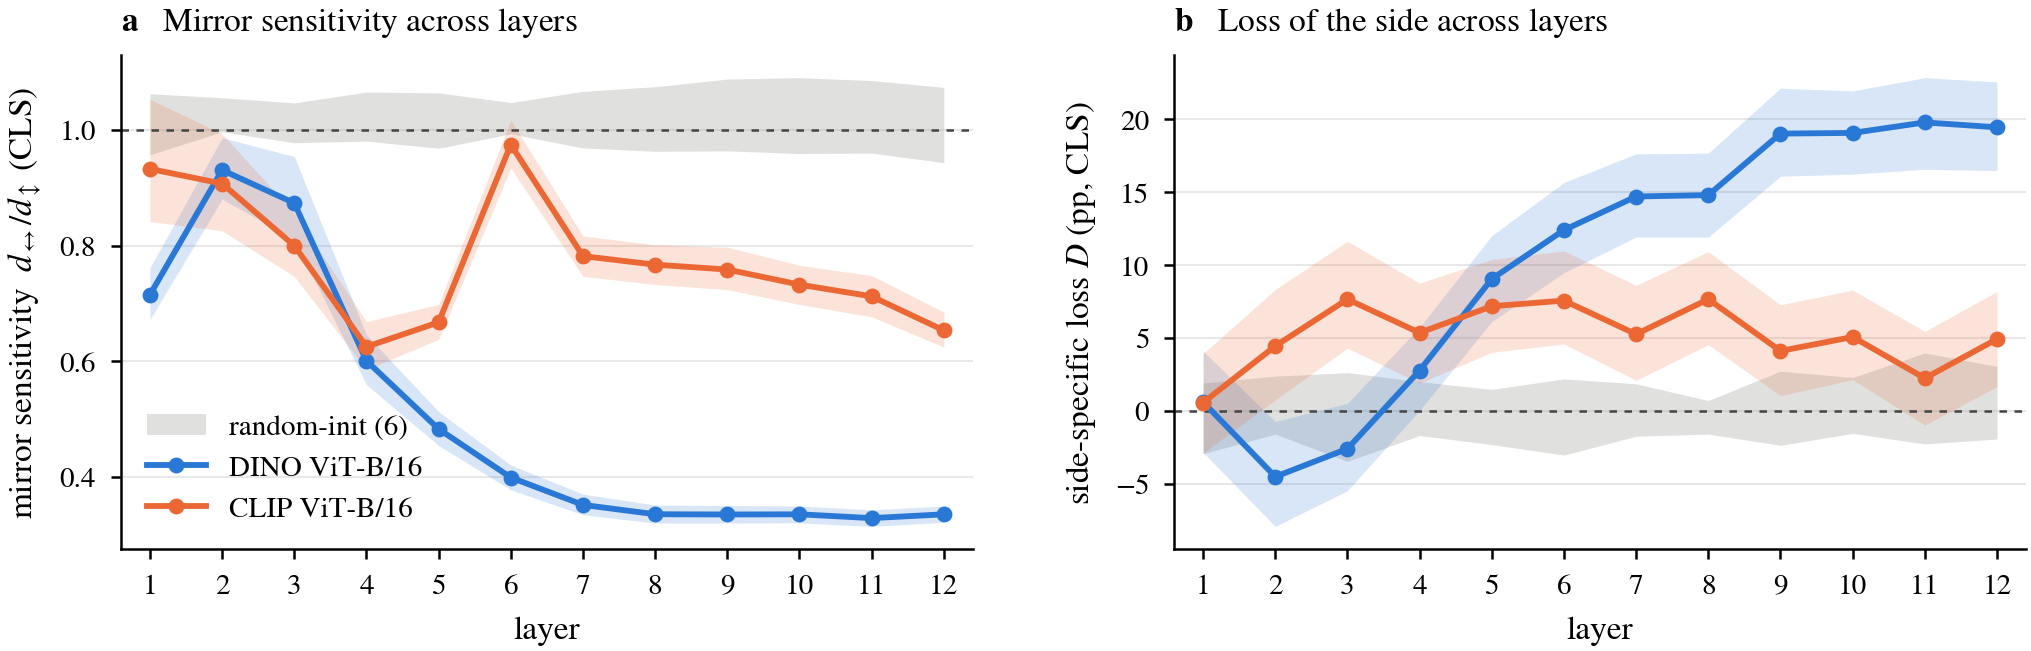 a Mirror sensitivity across layers
mirror sensitivity d↔/d↕ (CLS)
1.0
0.8
0.6
0.4
random-init (6)
DINO ViT-B/16
CLIP ViT-B/16
1 2 3 4 5 6 7 8 9 10 11 12
layer
b Loss of the side across layers
side-specific loss D (pp, CLS)
20
15
10
5
0
−5
1 2 3 4 5 6 7 8 9 10 11 12
layer